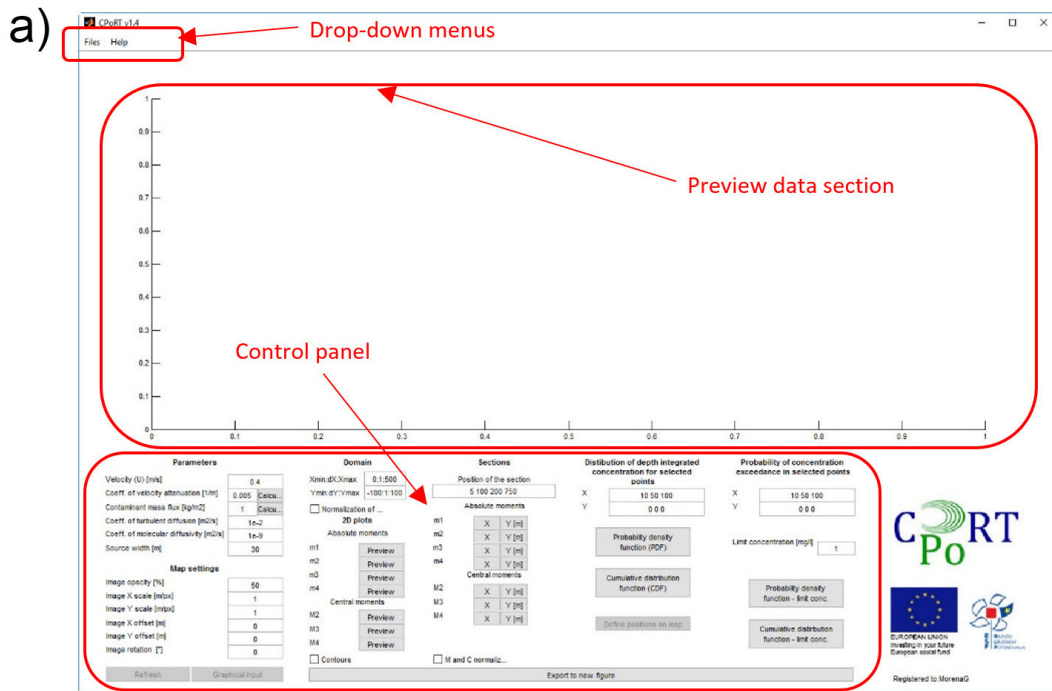 a)
CPoRT v1.4
Drop-down menus
Files Help
1
0.9
0.8
0.7
Preview data section
0.6
0.5
0.4
0.3
Control panel
0.2
0.1
0
0 0.1 0.2 0.3 0.4 0.5 0.6 0.7 0.8 0.9 1
Parameters
Velocity (U) [m/s] 0.4
Coeff. of velocity attenuation [1/m] 0.005 Calcu...
Contaminant mass flux [kg/m2] 1 Calcu...
Coeff. of turbulent diffusion [m2/s] 1e-2
Coeff. of molecular diffusivity [m2/s] 1e-9
Source width [m] 30
Map settings
Image opacity [%] 50
Image X scale [m/px] 1
Image Y scale [m/px] 1
Image X offset [m] 0
Image Y offset [m] 0
Image rotation [°] 0
Refresh Graphical input
Domain
Xmin:dX:Xmax 0:1:500
Ymin:dY:Ymax -100:1:100
Normalization of ...
2D plots
Absolute moments
m1 Preview
m2 Preview
m3 Preview
m4 Preview
Central moments
M2 Preview
M3 Preview
M4 Preview
Contours
Sections
Position of the section
5 100 200 750
Absolute moments
m1 X Y [m]
m2 X Y [m]
m3 X Y [m]
m4 X Y [m]
Central moments
M2 X Y [m]
M3 X Y [m]
M4 X Y [m]
M and C normaliz...
Distibution of depth integrated
concentration for selected
points
X 10 50 100
Y 0 0 0
Probability density
function (PDF)
Cumulative distribution
function (CDF)
Define positions on map
Probability of concentration
exceedance in selected points
X 10 50 100
Y 0 0 0
Limit concentration [mg/l] 1
Probability density
function - limit conc.
Cumulative distribution
function - limit conc.
Export to new figure
CPoRT
EUROPEAN UNION
Investing in your future
European social fund
RAZVOJ
LJUDSKIH
POTENCIJALA
Registered to:MorenaG